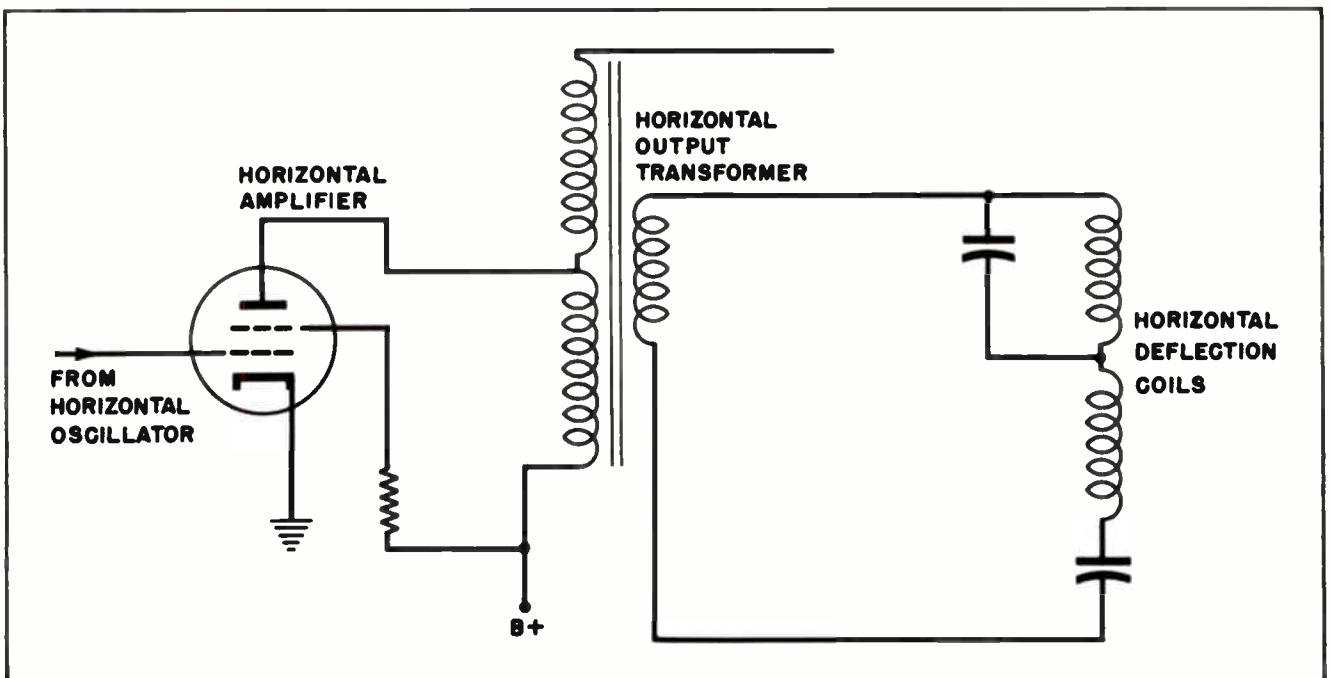 HORIZONTAL
OUTPUT
TRANSFORMER
HORIZONTAL
AMPLIFIER
FROM
HORIZONTAL
OSCILLATOR
HORIZONTAL
DEFLECTION
COILS
B+